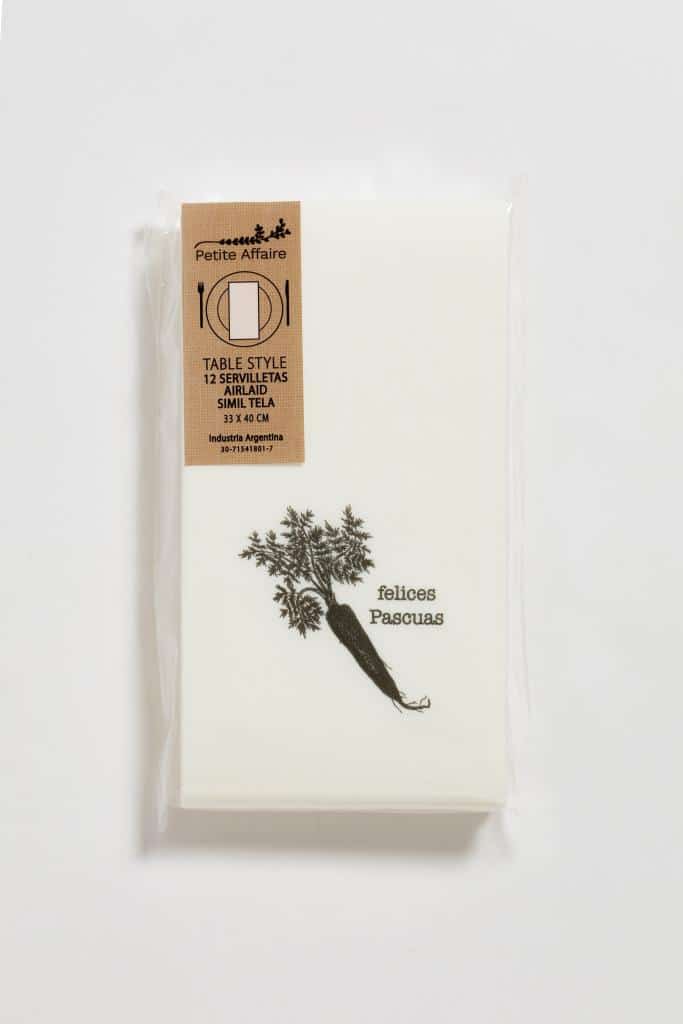 Petite Affaire
TABLE STYLE
12 SERVILLETAS
AIRLAID
SIMIL TELA
33 X 40 CM
Industria Argentina
30-71541801-7
felices
Pascuas